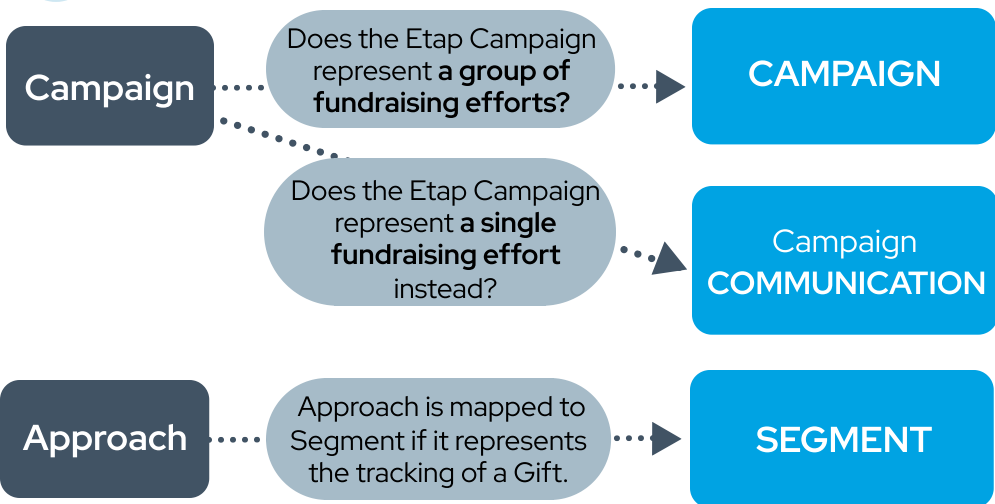 Campaign
Does the Etap Campaign
represent a group of
fundraising efforts?
CAMPAIGN
Does the Etap Campaign
represent a single
fundraising effort
instead?
Campaign
COMMUNICATION
Approach
Approach is mapped to
Segment if it represents
the tracking of a Gift.
SEGMENT